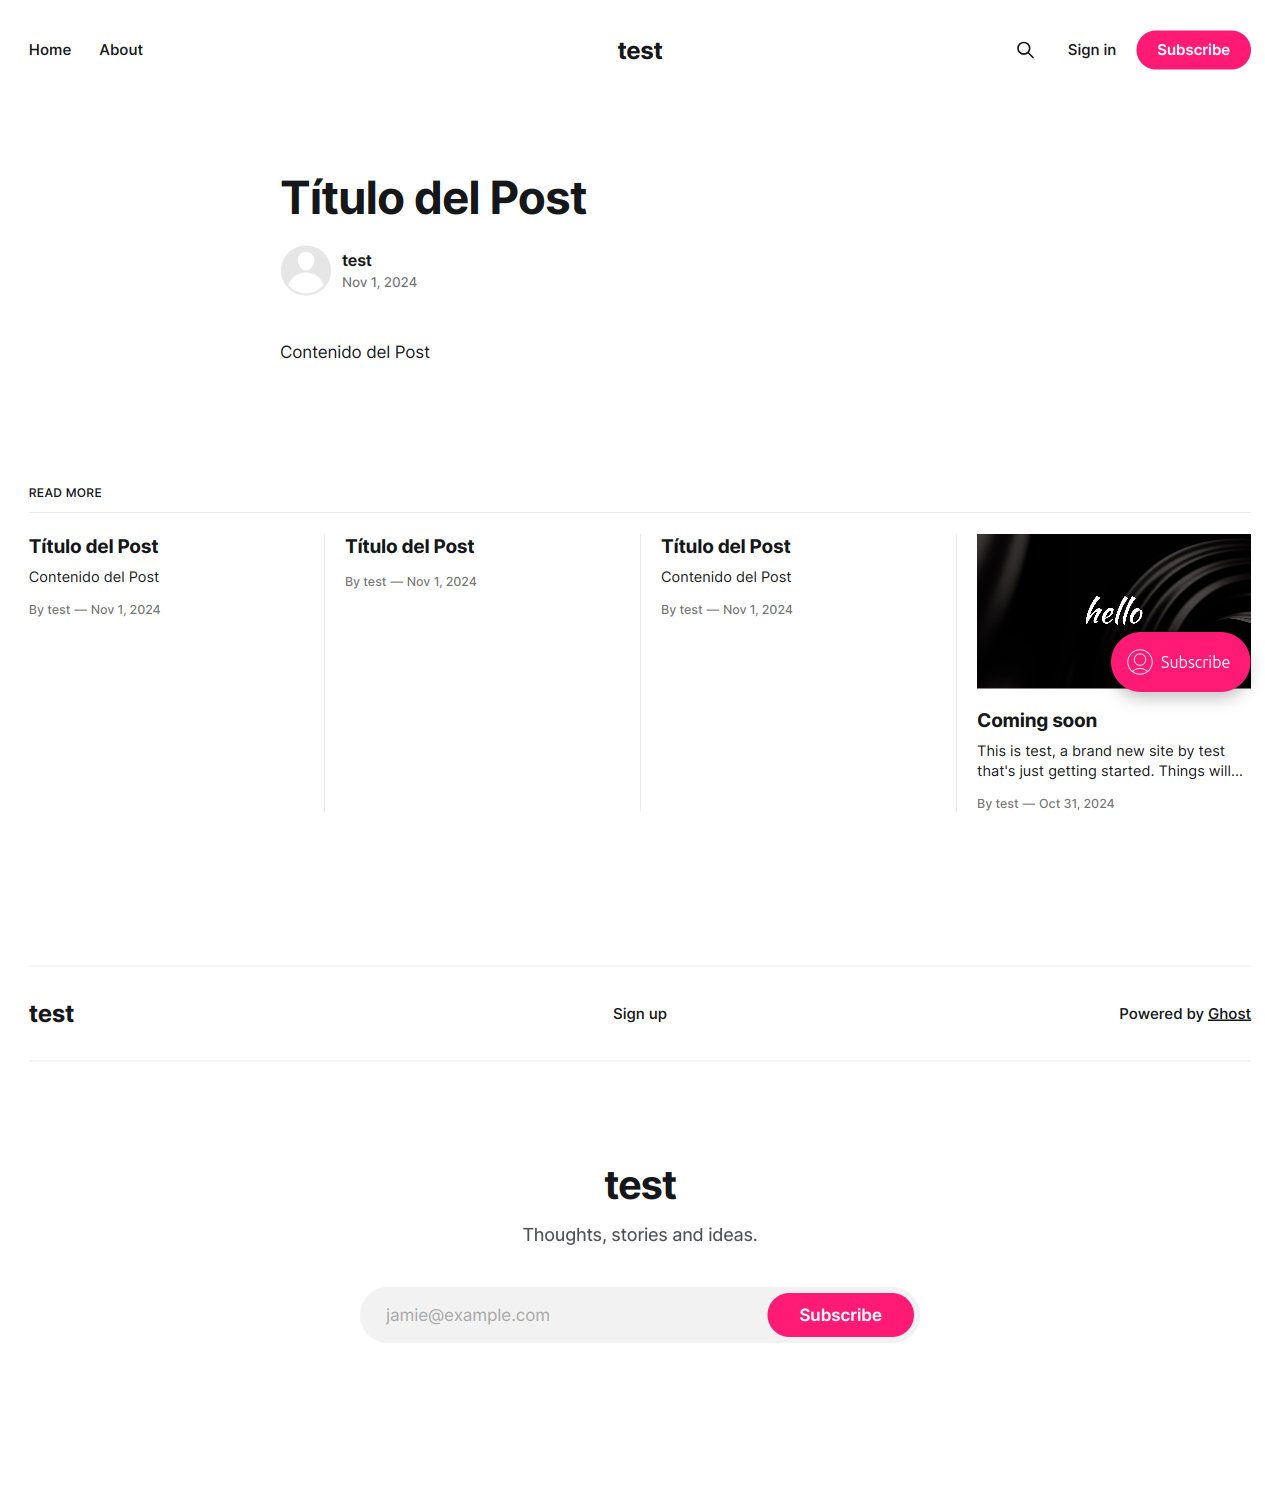 Home About test Sign in Subscribe
Título del Post
test
Nov 1, 2024
Contenido del Post
READ MORE
Título del Post
Contenido del Post
By test — Nov 1, 2024
Título del Post
By test — Nov 1, 2024
Título del Post
Contenido del Post
By test — Nov 1, 2024
hello
Subscribe
Coming soon
This is test, a brand new site by test
that's just getting started. Things will...
By test — Oct 31, 2024
test Sign up Powered by Ghost
test
Thoughts, stories and ideas.
jamie@example.com Subscribe